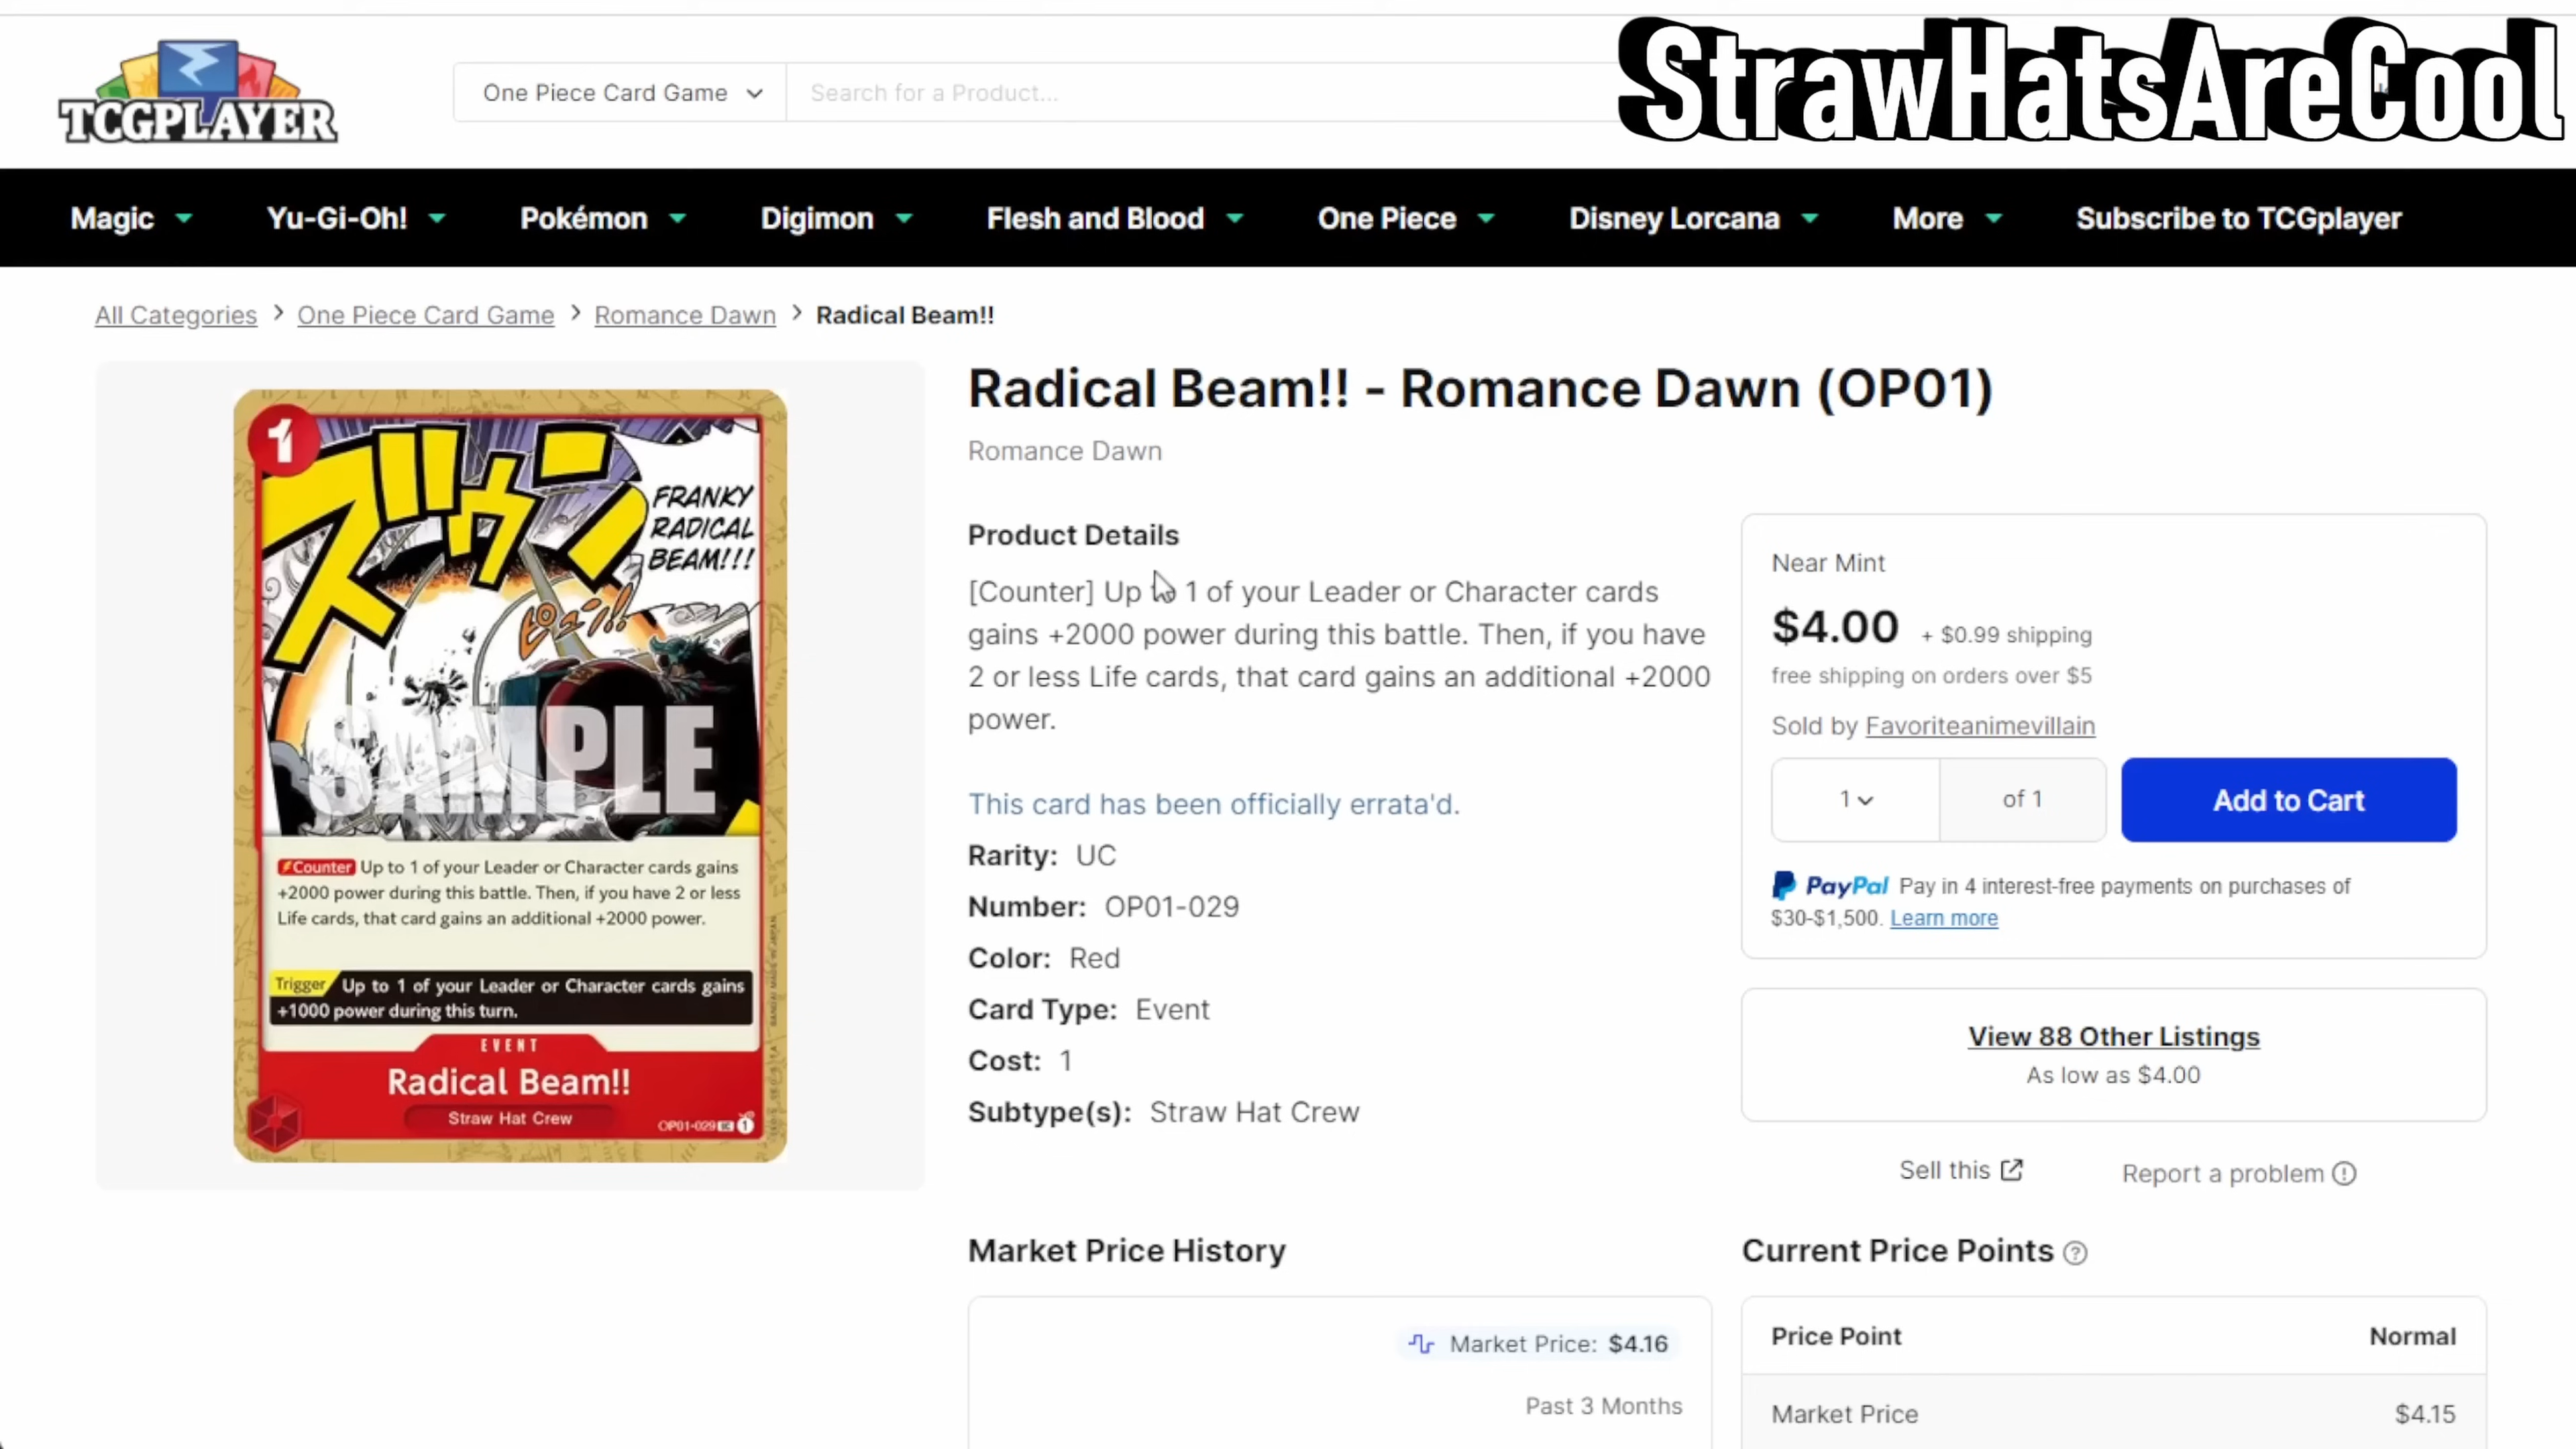 TCGPLAYER
One Piece Card Game
Search for a Product...
StrawHatsAreCool
Magic
Yu-Gi-Oh!
Pokémon
Digimon
Flesh and Blood
One Piece
Disney Lorcana
More
Subscribe to TCGplayer
All Categories > One Piece Card Game > Romance Dawn > Radical Beam!!
1
ズウン
FRANKY
RADICAL
BEAM!!!
SAMPLE
Counter Up to 1 of your Leader or Character cards gains
+2000 power during this battle. Then, if you have 2 or less
Life cards, that card gains an additional +2000 power.
Trigger Up to 1 of your Leader or Character cards gains
+1000 power during this turn.
EVENT
Radical Beam!!
Straw Hat Crew
OP01-029 UC 1
Radical Beam!! - Romance Dawn (OP01)
Romance Dawn
Product Details
[Counter] Up 1 of your Leader or Character cards
gains +2000 power during this battle. Then, if you have
2 or less Life cards, that card gains an additional +2000
power.
This card has been officially errata'd.
Rarity: UC
Number: OP01-029
Color: Red
Card Type: Event
Cost: 1
Subtype(s): Straw Hat Crew
Near Mint
$4.00 + $0.99 shipping
free shipping on orders over $5
Sold by Favoriteanimevillain
1
of 1
Add to Cart
PayPal Pay in 4 interest-free payments on purchases of
$30-$1,500. Learn more
View 88 Other Listings
As low as $4.00
Sell this
Report a problem
Market Price History
Market Price: $4.16
Past 3 Months
Current Price Points
Price Point
Normal
Market Price
$4.15